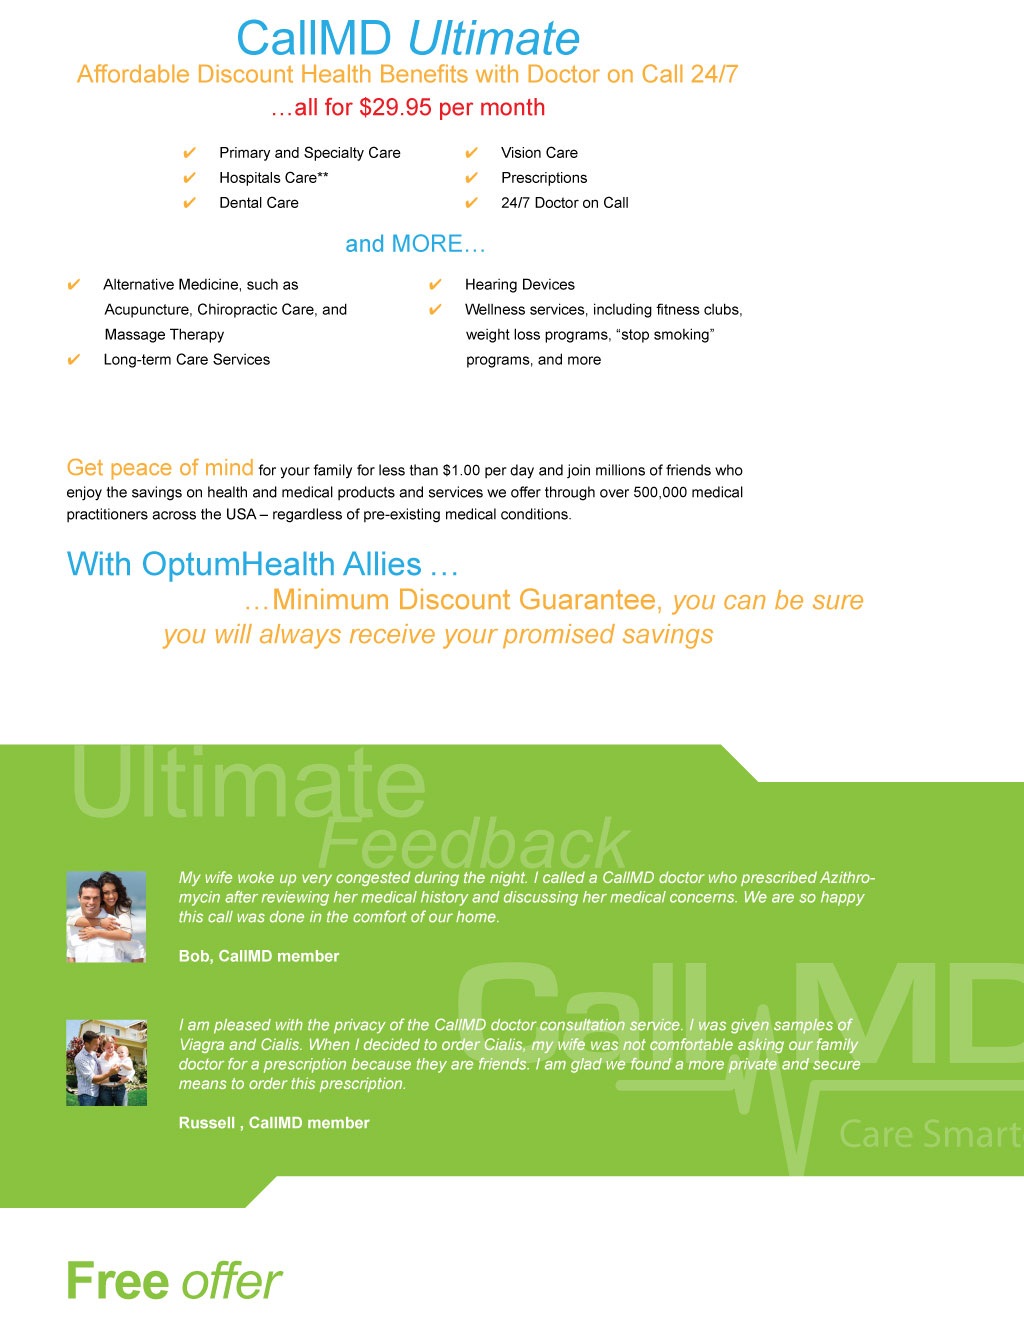 CallMD Ultimate
Affordable Discount Health Benefits with Doctor on Call 24/7
…all for $29.95 per month
✔ Primary and Specialty Care
✔ Hospitals Care**
✔ Dental Care
✔ Vision Care
✔ Prescriptions
✔ 24/7 Doctor on Call
and MORE…
✔ Alternative Medicine, such as
Acupuncture, Chiropractic Care, and
Massage Therapy
✔ Long-term Care Services
✔ Hearing Devices
✔ Wellness services, including fitness clubs,
weight loss programs, “stop smoking”
programs, and more
Get peace of mind for your family for less than $1.00 per day and join millions of friends who
enjoy the savings on health and medical products and services we offer through over 500,000 medical
practitioners across the USA – regardless of pre-existing medical conditions.
With OptumHealth Allies …
…Minimum Discount Guarantee, you can be sure
you will always receive your promised savings
Ultimate
Feedback
My wife woke up very congested during the night. I called a CallMD doctor who prescribed Azithro-
mycin after reviewing her medical history and discussing her medical concerns. We are so happy
this call was done in the comfort of our home.
Bob, CallMD member
Call MD
I am pleased with the privacy of the CallMD doctor consultation service. I was given samples of
Viagra and Cialis. When I decided to order Cialis, my wife was not comfortable asking our family
doctor for a prescription because they are friends. I am glad we found a more private and secure
means to order this prescription.
Russell , CallMD member
Care Smart
Free offer